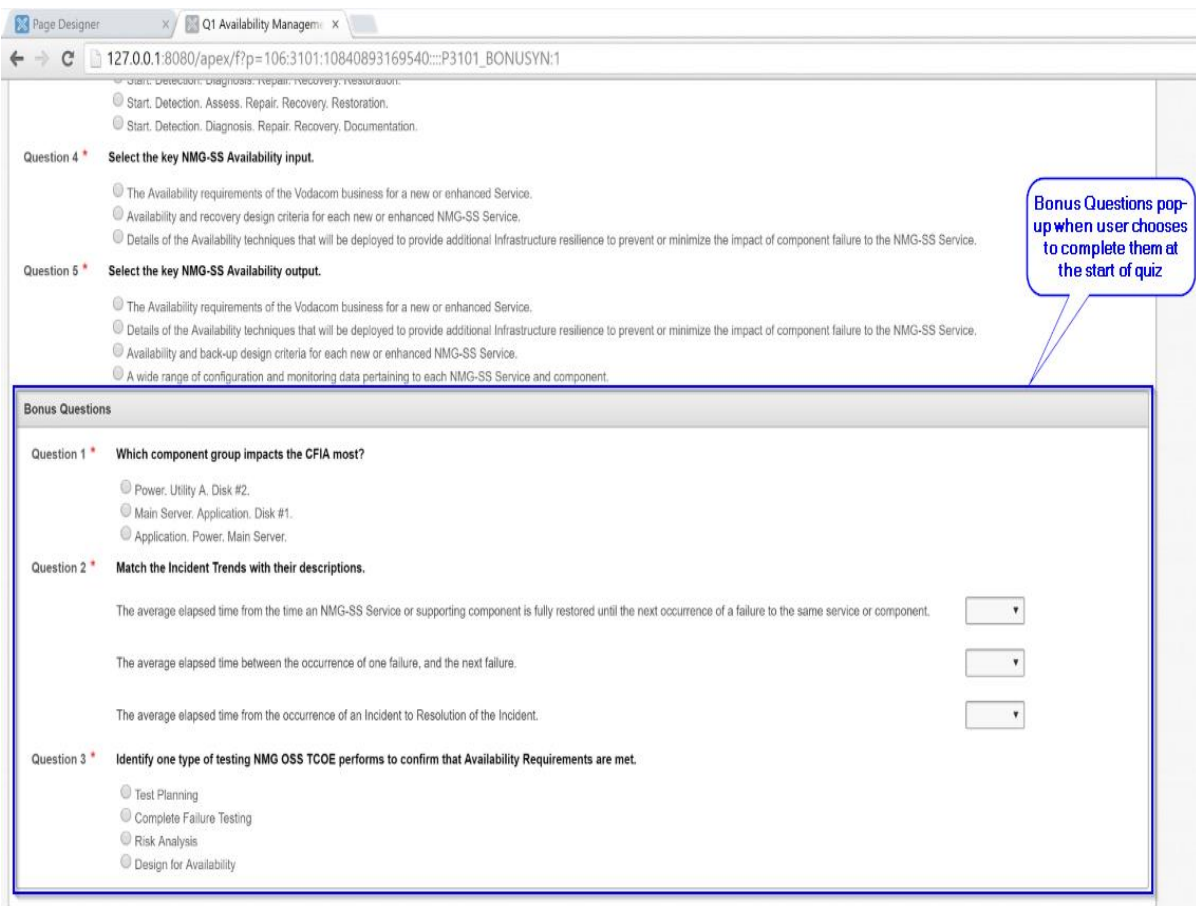 Page Designer
Q1 Availability Manageme
127.0.0.1:8080/apex/f?p=106:3101:10840893169540::::P3101_BONUSYN:1
Start. Detection. Diagnosis. Repair. Recovery. Restoration.
Start. Detection. Assess. Repair. Recovery. Restoration.
Start. Detection. Diagnosis. Repair. Recovery. Documentation.
Question 4 * Select the key NMG-SS Availability input.
The Availability requirements of the Vodacom business for a new or enhanced Service.
Availability and recovery design criteria for each new or enhanced NMG-SS Service.
Details of the Availability techniques that will be deployed to provide additional Infrastructure resilience to prevent or minimize the impact of component failure to the NMG-SS Service.
Bonus Questions pop-
up when user chooses
to complete them at
the start of quiz
Question 5 * Select the key NMG-SS Availability output.
The Availability requirements of the Vodacom business for a new or enhanced Service.
Details of the Availability techniques that will be deployed to provide additional Infrastructure resilience to prevent or minimize the impact of component failure to the NMG-SS Service.
Availability and back-up design criteria for each new or enhanced NMG-SS Service.
A wide range of configuration and monitoring data pertaining to each NMG-SS Service and component.
Bonus Questions
Question 1 * Which component group impacts the CFIA most?
Power. Utility A. Disk #2.
Main Server. Application. Disk #1.
Application. Power. Main Server.
Question 2 * Match the Incident Trends with their descriptions.
The average elapsed time from the time an NMG-SS Service or supporting component is fully restored until the next occurrence of a failure to the same service or component.
The average elapsed time between the occurrence of one failure, and the next failure.
The average elapsed time from the occurrence of an Incident to Resolution of the Incident.
Question 3 * Identify one type of testing NMG OSS TCOE performs to confirm that Availability Requirements are met.
Test Planning
Complete Failure Testing
Risk Analysis
Design for Availability